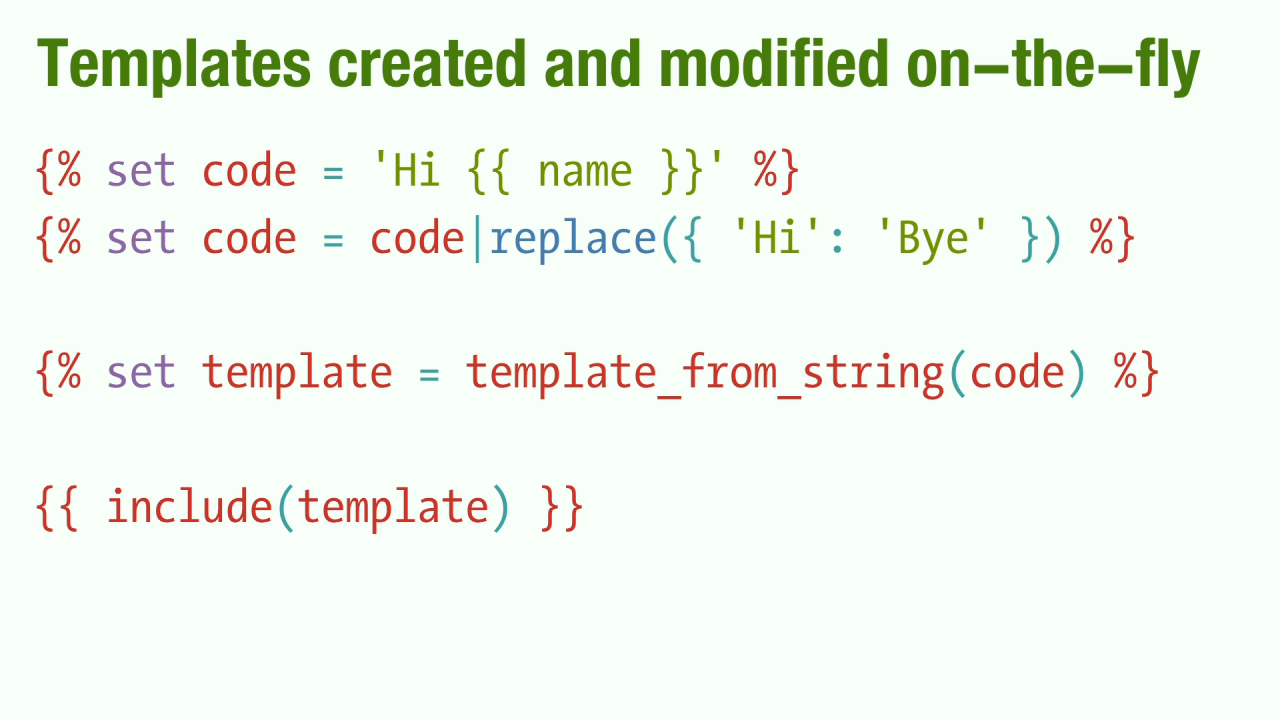 Templates created and modified on–the–fly
{% set code = 'Hi {{ name }}' %}
{% set code = code|replace({ 'Hi': 'Bye' }) %}
{% set template = template_from_string(code) %}
{{ include(template) }}